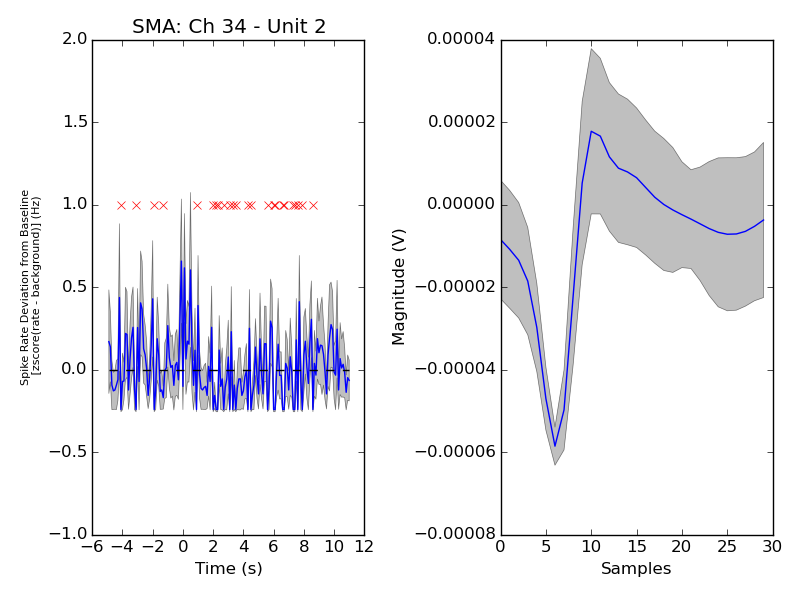 SMA: Ch 34 - Unit 2
Spike Rate Deviation from Baseline
[zscore(rate - background)] (Hz)
2.0
1.5
1.0
0.5
0.0
−0.5
−1.0
−6 −4 −2 0 2 4 6 8 10 12
Time (s)
Magnitude (V)
0.00004
0.00002
0.00000
−0.00002
−0.00004
−0.00006
−0.00008
0 5 10 15 20 25 30
Samples